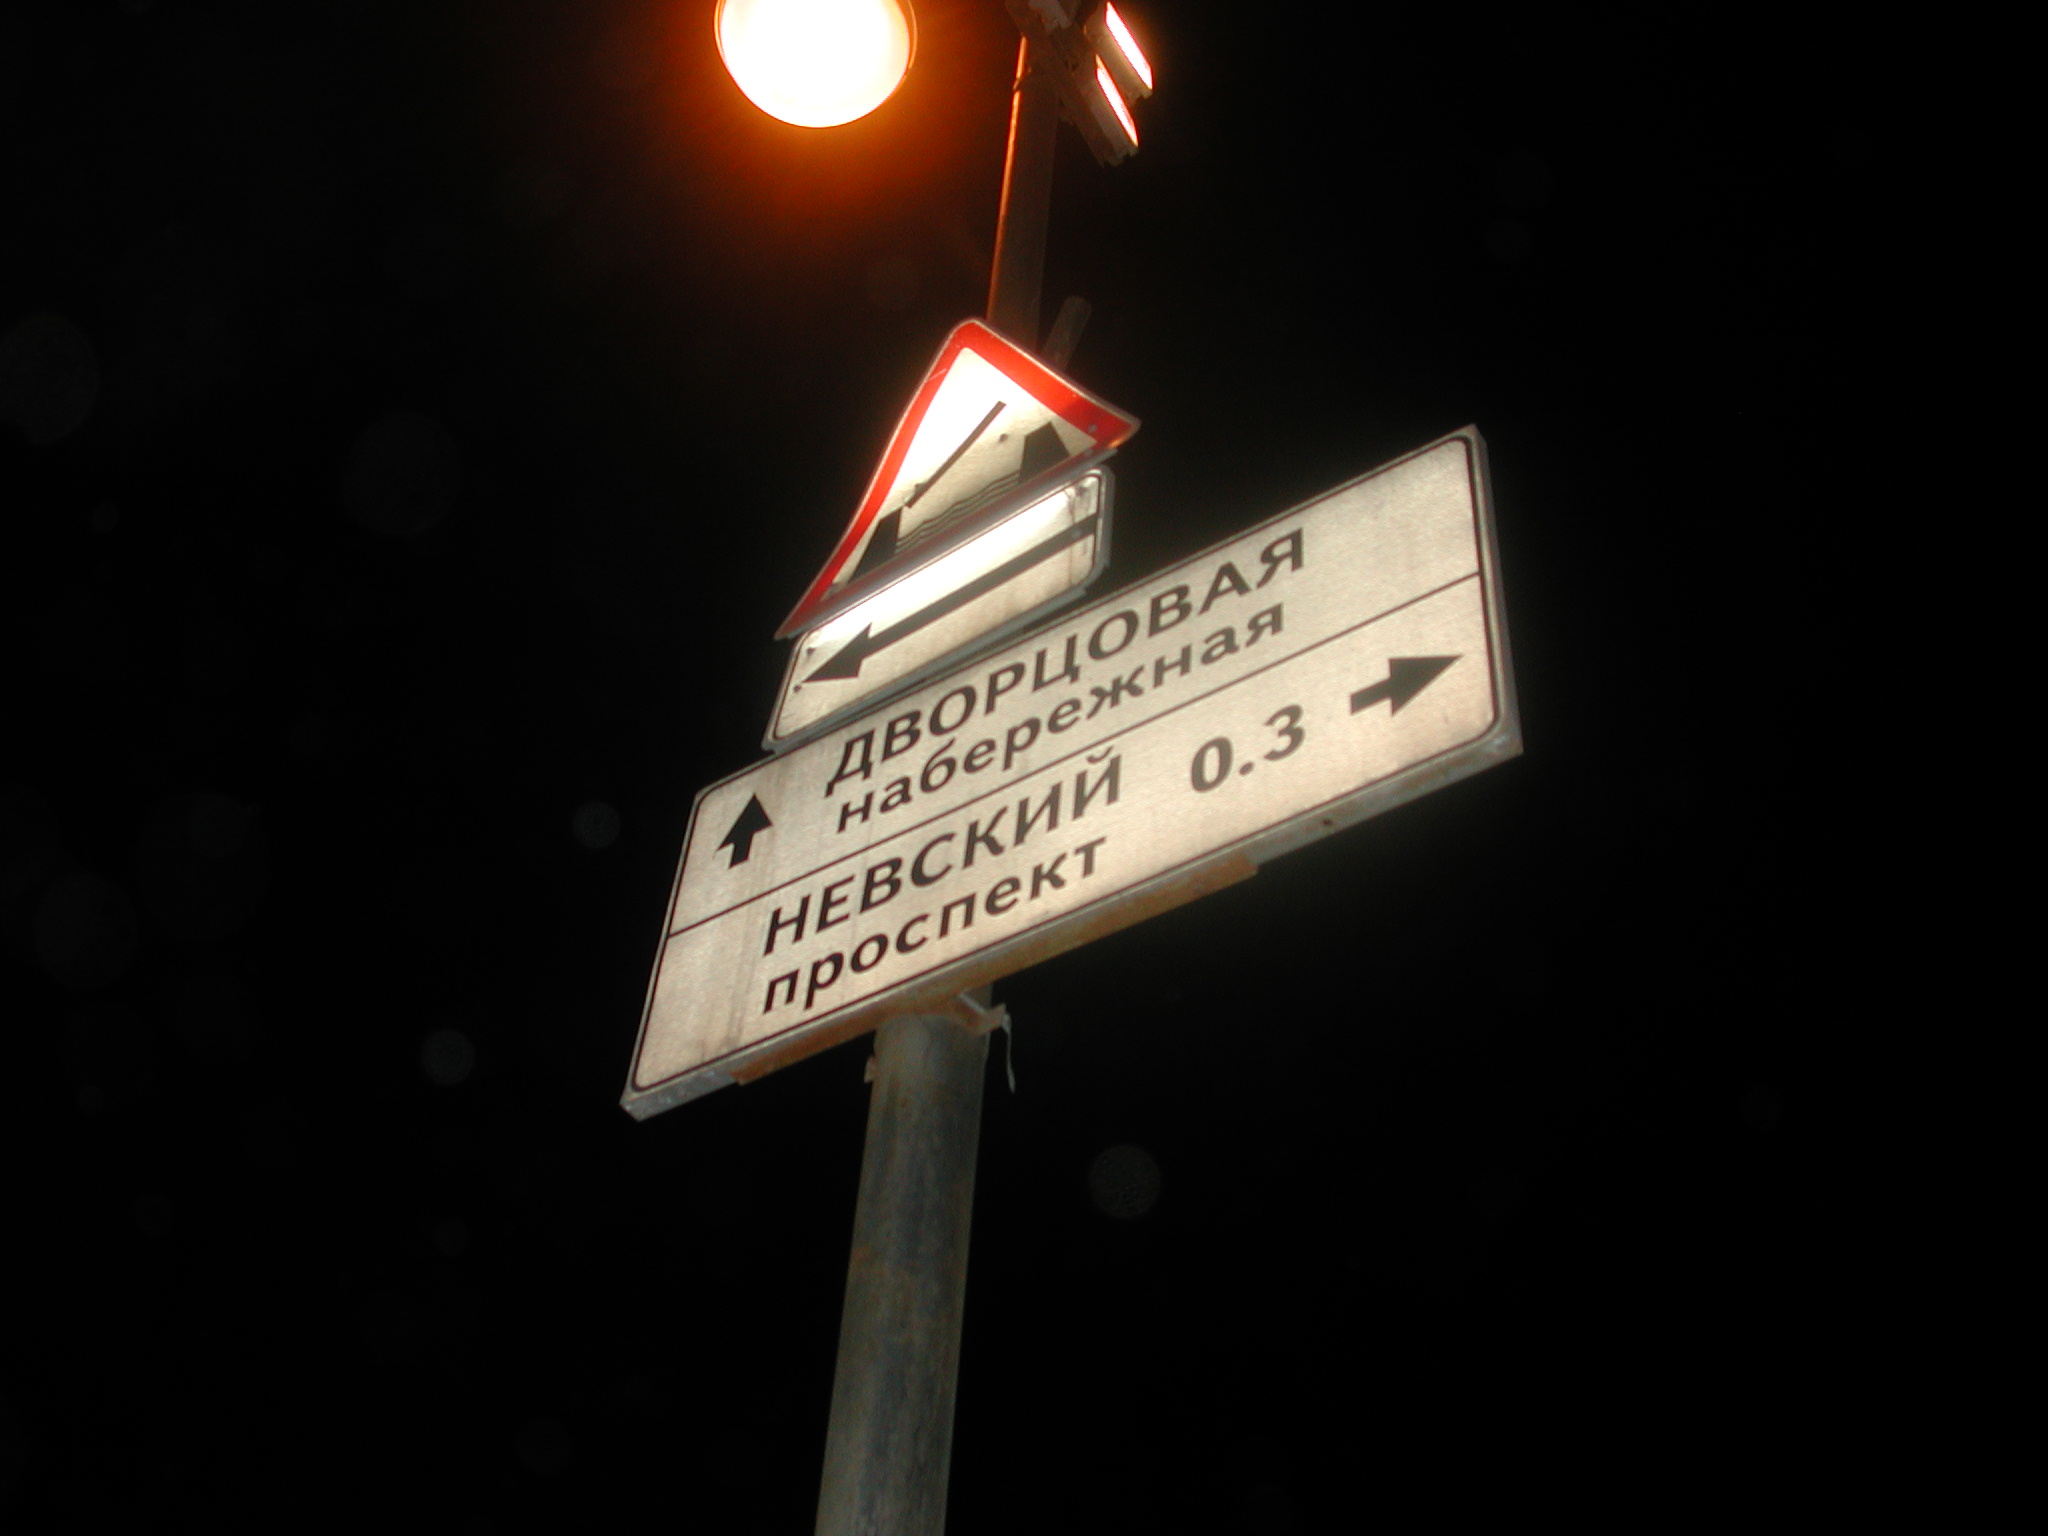 ДВОРЦОВАЯ
набережная
НЕВСКИЙ 0.3
проспект